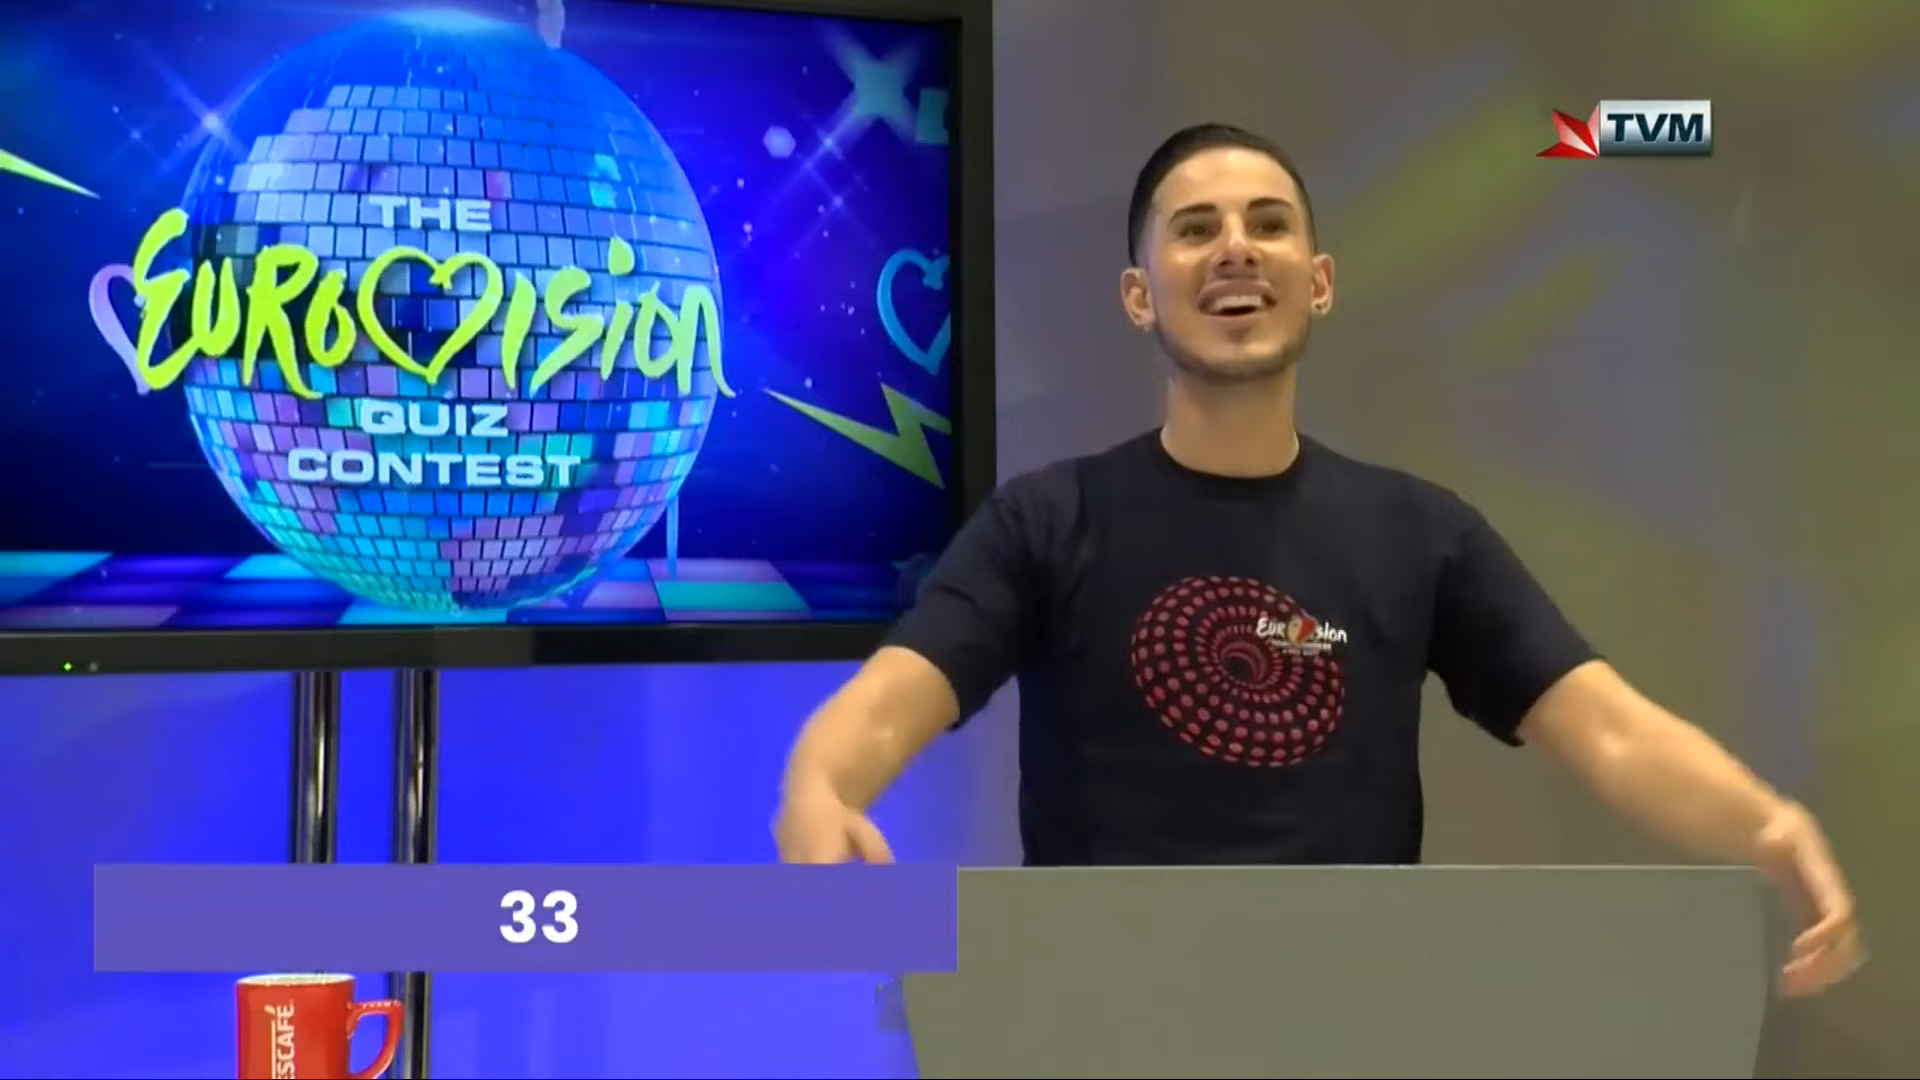 THE
EUROVISION
QUIZ
CONTEST
TVM
EUROVISION
33
NESCAFÉ